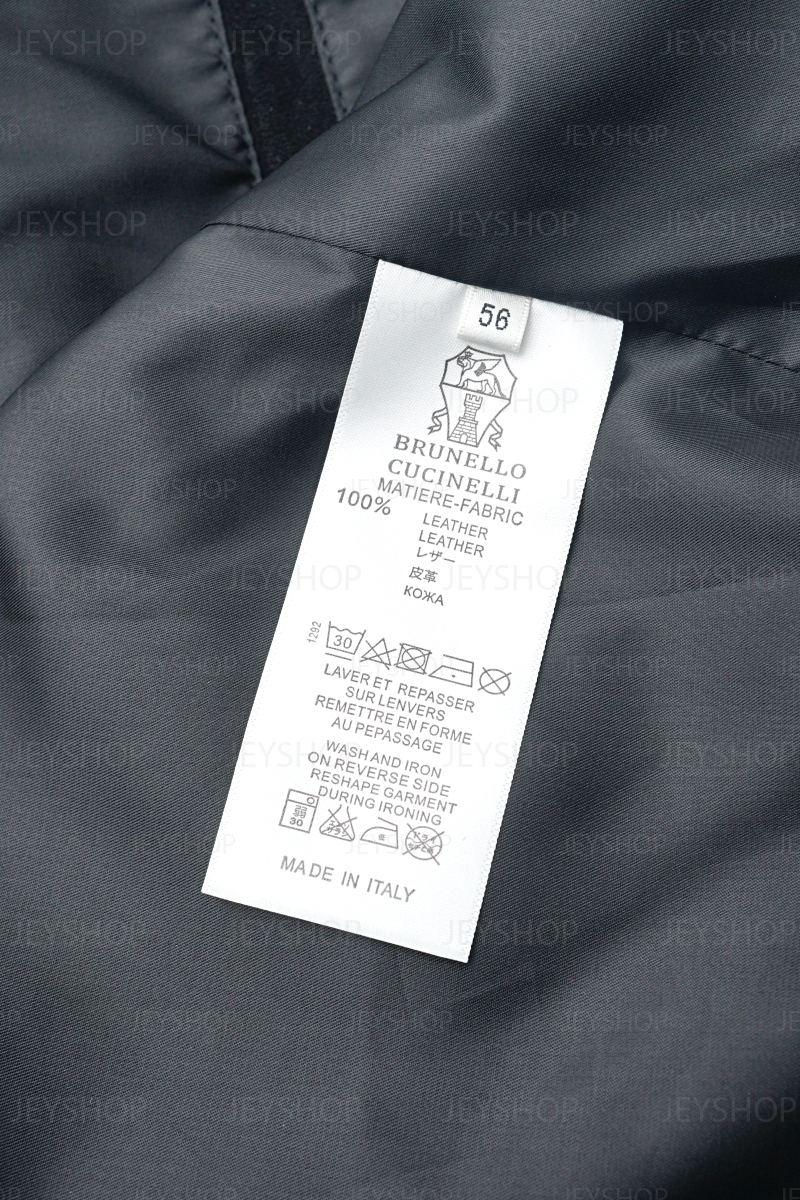 56
BRUNELLO
CUCINELLI
MATIERE-FABRIC
100%
LEATHER
LEATHER
レザー
皮革
КОЖА
1292
30
LAVER ET REPASSER
SUR LENVERS
REMETTRE EN FORME
AU PEPASSAGE
WASH AND IRON
ON REVERSE SIDE
RESHAPE GARMENT
DURING IRONING
30
低
MADE IN ITALY
JEYSHOP